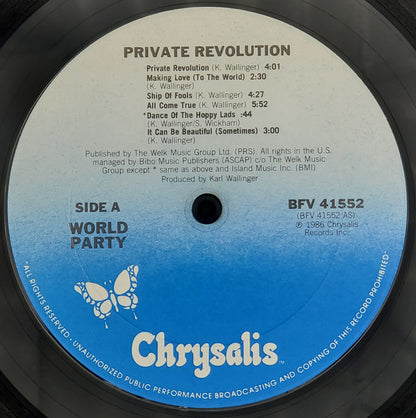 PRIVATE REVOLUTION
Private Revolution (K. Wallinger) 4:01
Making Love (To The World) 2:30
(K. Wallinger)
Ship Of Fools (K. Wallinger) 4:27
All Come True (K. Wallinger) 5:52
*Dance Of The Hoppy Lads :44
(K. Wallinger/S. Wickham)
It Can Be Beautiful (Sometimes) 3:00
(K. Wallinger)
Published by The Welk Music Group Ltd. (PRS). All rights in the U.S.
managed by Bibo Music Publishers (ASCAP) c/o The Welk Music
Group except * same as above and Island Music Inc. (BMI)
Produced by Karl Wallinger
SIDE A
WORLD
PARTY
BFV 41552
(BFV 41552 AS)
℗ 1986 Chrysalis
Records Inc.
Chrysalis™
•ALL RIGHTS RESERVED•UNAUTHORIZED PUBLIC PERFORMANCE BROADCASTING AND COPYING OF THIS RECORD PROHIBITED•